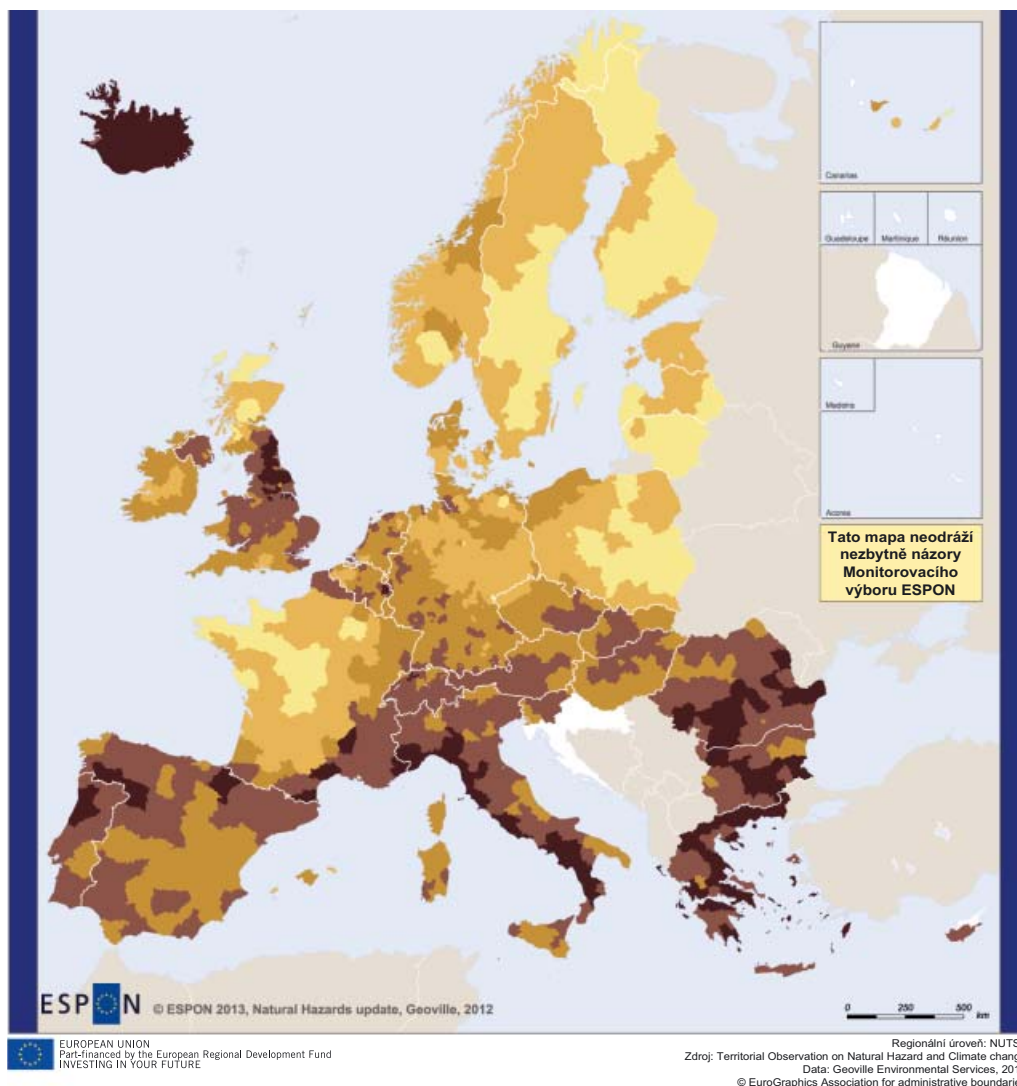 Canarias
Guadeloupe
Martinique
Réunion
Guyane
Madeira
Acores
Tato mapa neodráží
nezbytně názory
Monitorovacího
výboru ESPON
ESPON © ESPON 2013, Natural Hazards update, Geoville, 2012
0 250 500
km
EUROPEAN UNION
Part-financed by the European Regional Development Fund
INVESTING IN YOUR FUTURE
Regionální úroveň: NUTS
Zdroj: Territorial Observation on Natural Hazard and Climate chang
Data: Geoville Environmental Services, 201
© EuroGraphics Association for administrative boundarie